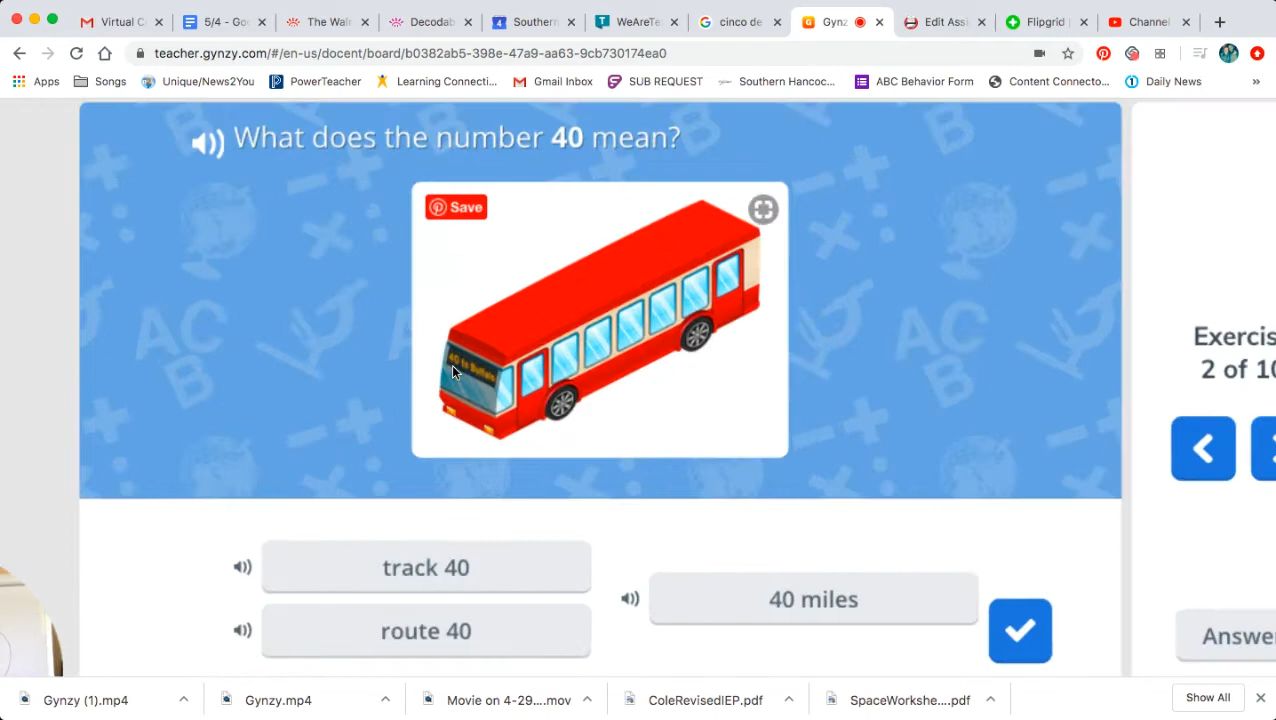 Virtual C
5/4 - Goo
The Wal
Decodab
Southern
WeAreTe
cinco de
Gynz
Edit Assi
Flipgrid |
Channel
teacher.gynzy.com/#/en-us/docent/board/b0382ab5-398e-47a9-aa63-9cb730174ea0
Apps
Songs
Unique/News2You
PowerTeacher
Learning Connecti...
Gmail Inbox
SUB REQUEST
Southern Hancoc...
ABC Behavior Form
Content Connecto...
Daily News
»
What does the number 40 mean?
Save
40 to Buffalo
Exercis
2 of 10
track 40
40 miles
route 40
Answe
Gynzy (1).mp4
Gynzy.mp4
Movie on 4-29....mov
ColeRevisedIEP.pdf
SpaceWorkshe....pdf
Show All